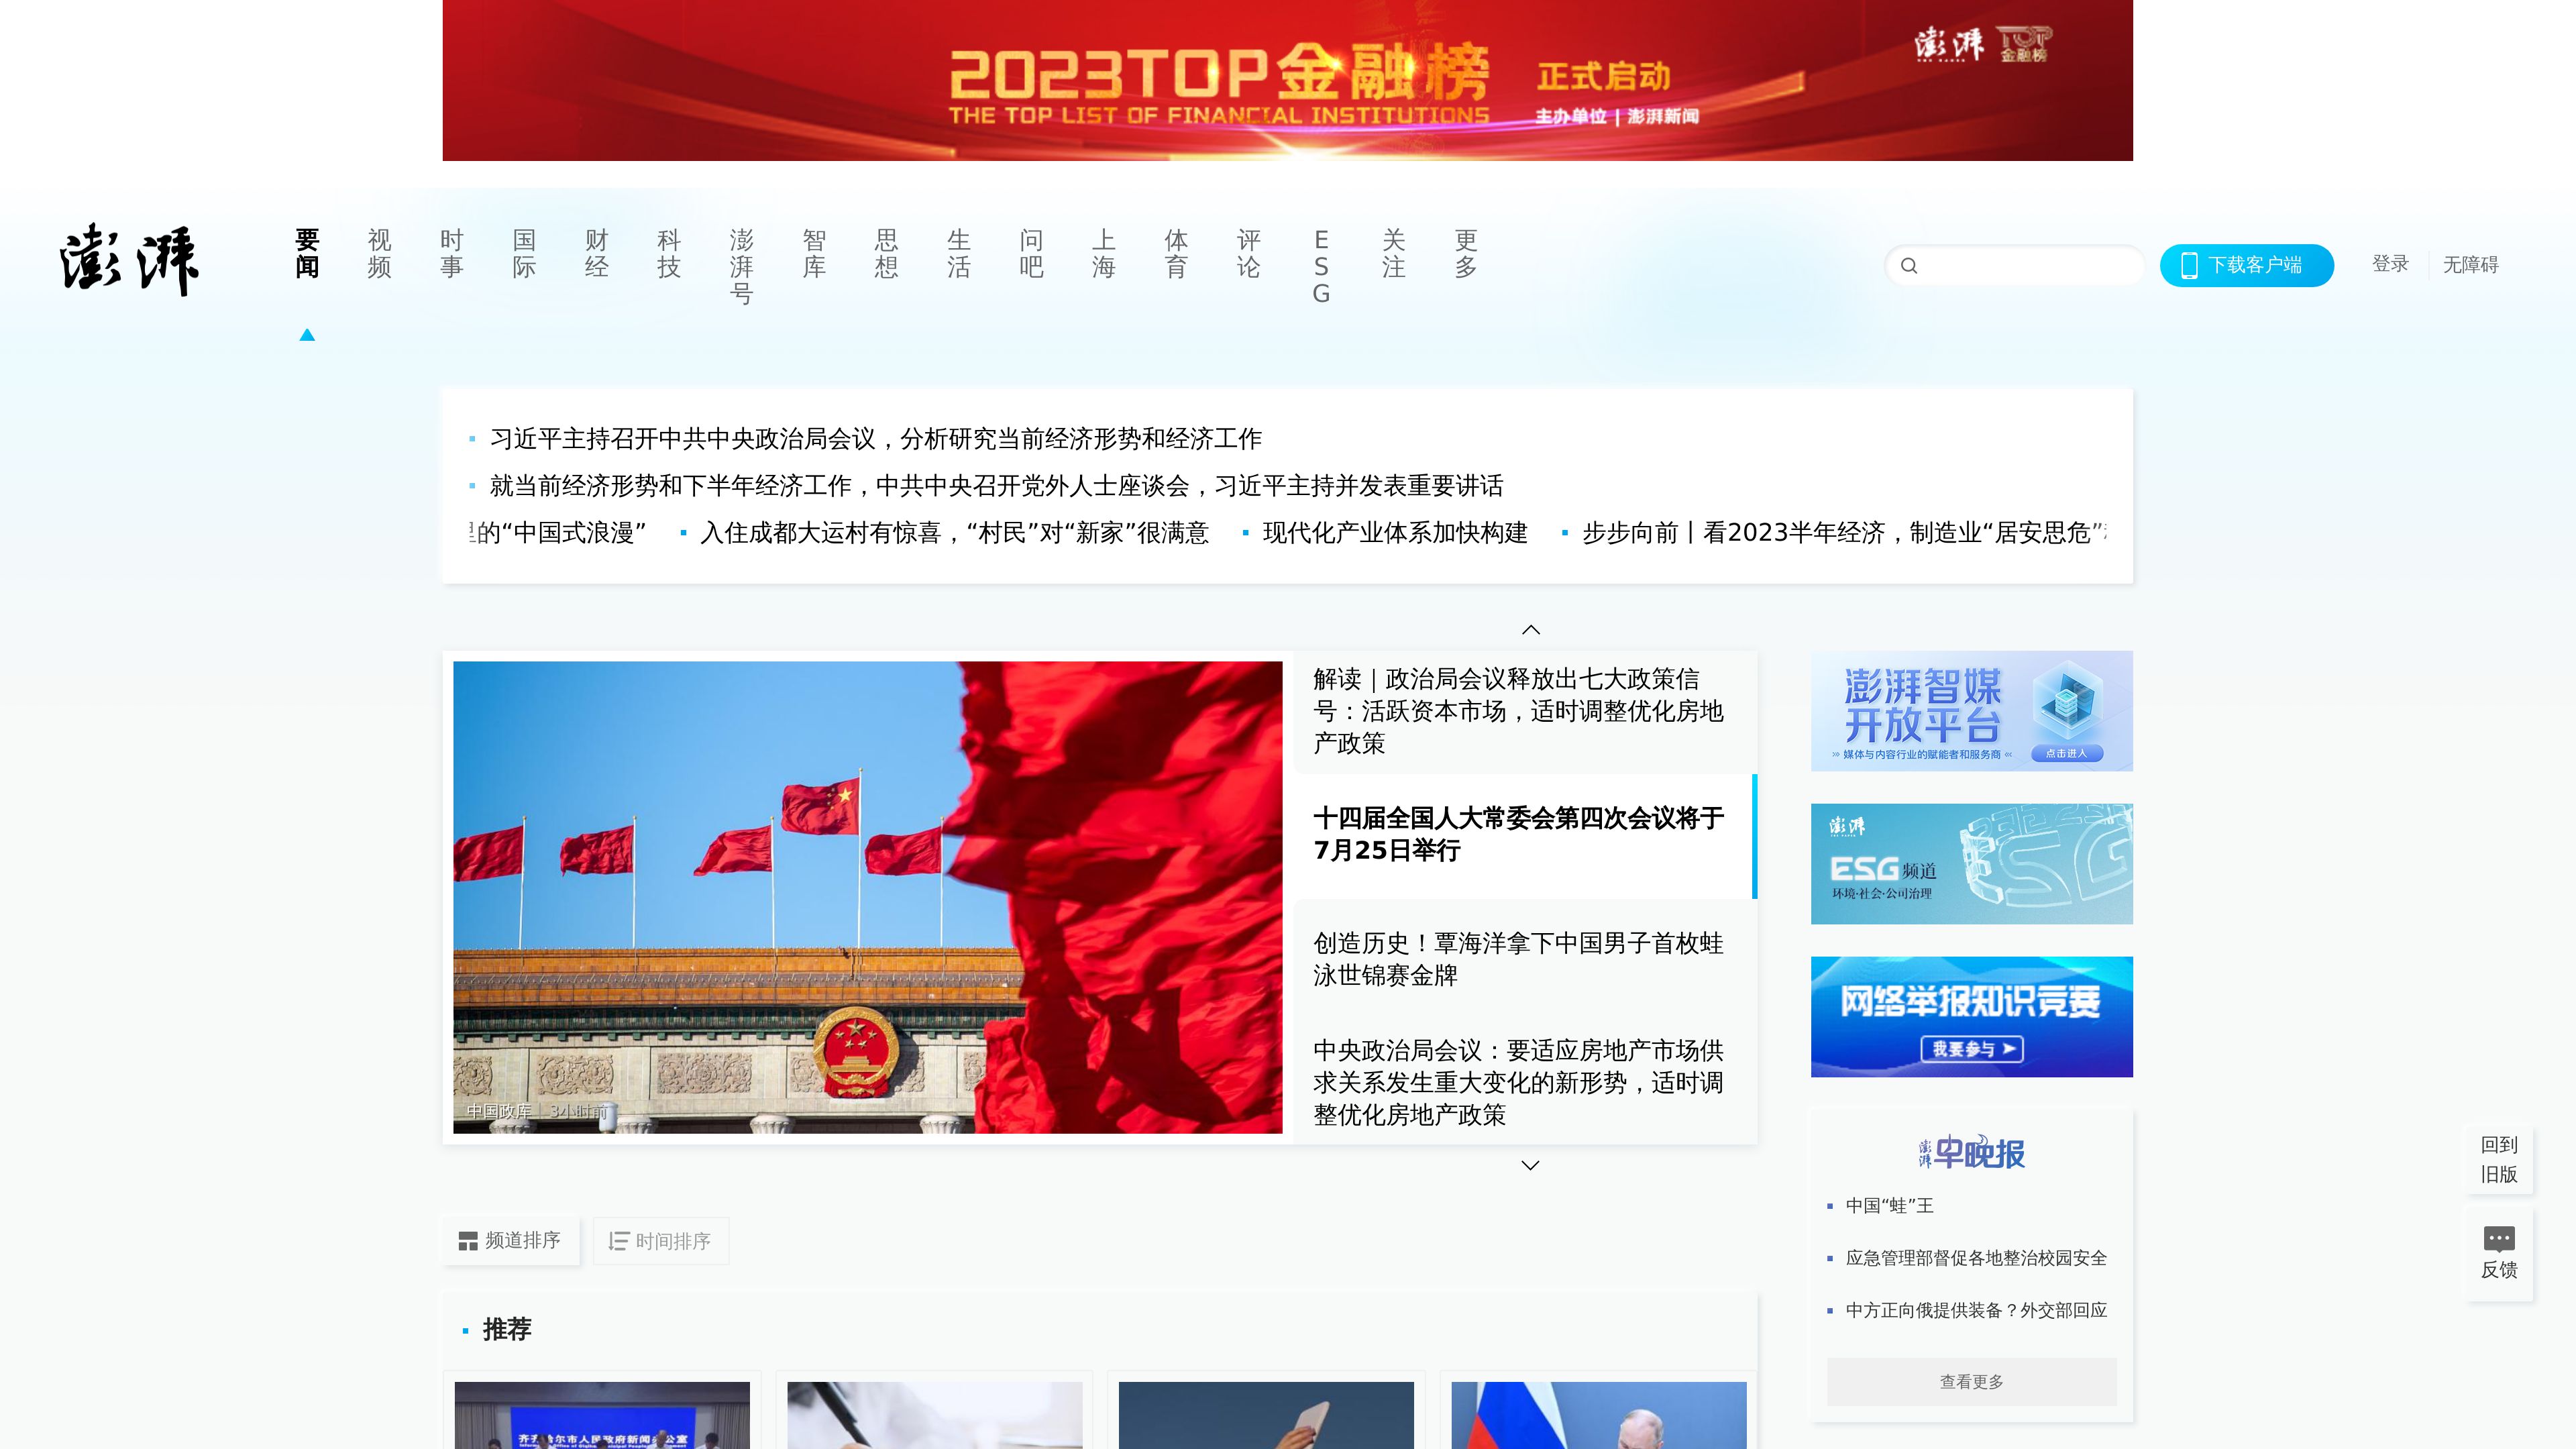 2023TOP金融榜
THE TOP LIST OF FINANCIAL INSTITUTIONS
正式启动
主办单位 | 澎湃新闻
澎湃
THE PAPER
TOP
金融榜
澎湃
要闻
视频
时事
国际
财经
科技
澎湃号
智库
思想
生活
问吧
上海
体育
评论
ESG
关注
更多
下载客户端
登录
无障碍
习近平主持召开中共中央政治局会议，分析研究当前经济形势和经济工作
就当前经济形势和下半年经济工作，中共中央召开党外人士座谈会，习近平主持并发表重要讲话
的“中国式浪漫” 入住成都大运村有惊喜，“村民”对“新家”很满意 现代化产业体系加快构建 步步向前丨看2023半年经济，制造业“居安思危”
解读｜政治局会议释放出七大政策信
号：活跃资本市场，适时调整优化房地
产政策
十四届全国人大常委会第四次会议将于
7月25日举行
创造历史！覃海洋拿下中国男子首枚蛙
泳世锦赛金牌
中央政治局会议：要适应房地产市场供
求关系发生重大变化的新形势，适时调
整优化房地产政策
中国政库 3小时前
澎湃智媒
开放平台
媒体与内容行业的赋能者和服务商
点击进入
澎湃
THE PAPER
ESG频道
环境·社会·公司治理
ESG
网络举报知识竞赛
我要参与
澎湃早晚报
中国“蛙”王
应急管理部督促各地整治校园安全
中方正向俄提供装备？外交部回应
查看更多
回到
旧版
反馈
频道排序
时间排序
推荐
齐齐哈尔市人民政府新闻办公室